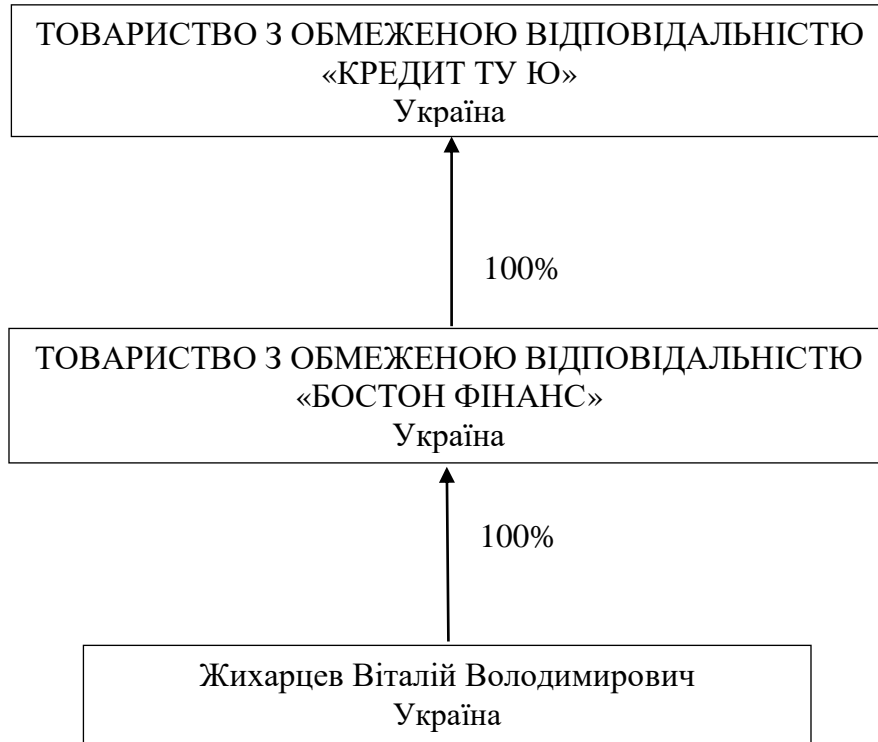 ТОВАРИСТВО З ОБМЕЖЕНОЮ ВІДПОВІДАЛЬНІСТЮ
«КРЕДИТ ТУ Ю»
Україна
100%
ТОВАРИСТВО З ОБМЕЖЕНОЮ ВІДПОВІДАЛЬНІСТЮ
«БОСТОН ФІНАНС»
Україна
100%
Жихарцев Віталій Володимирович
Україна